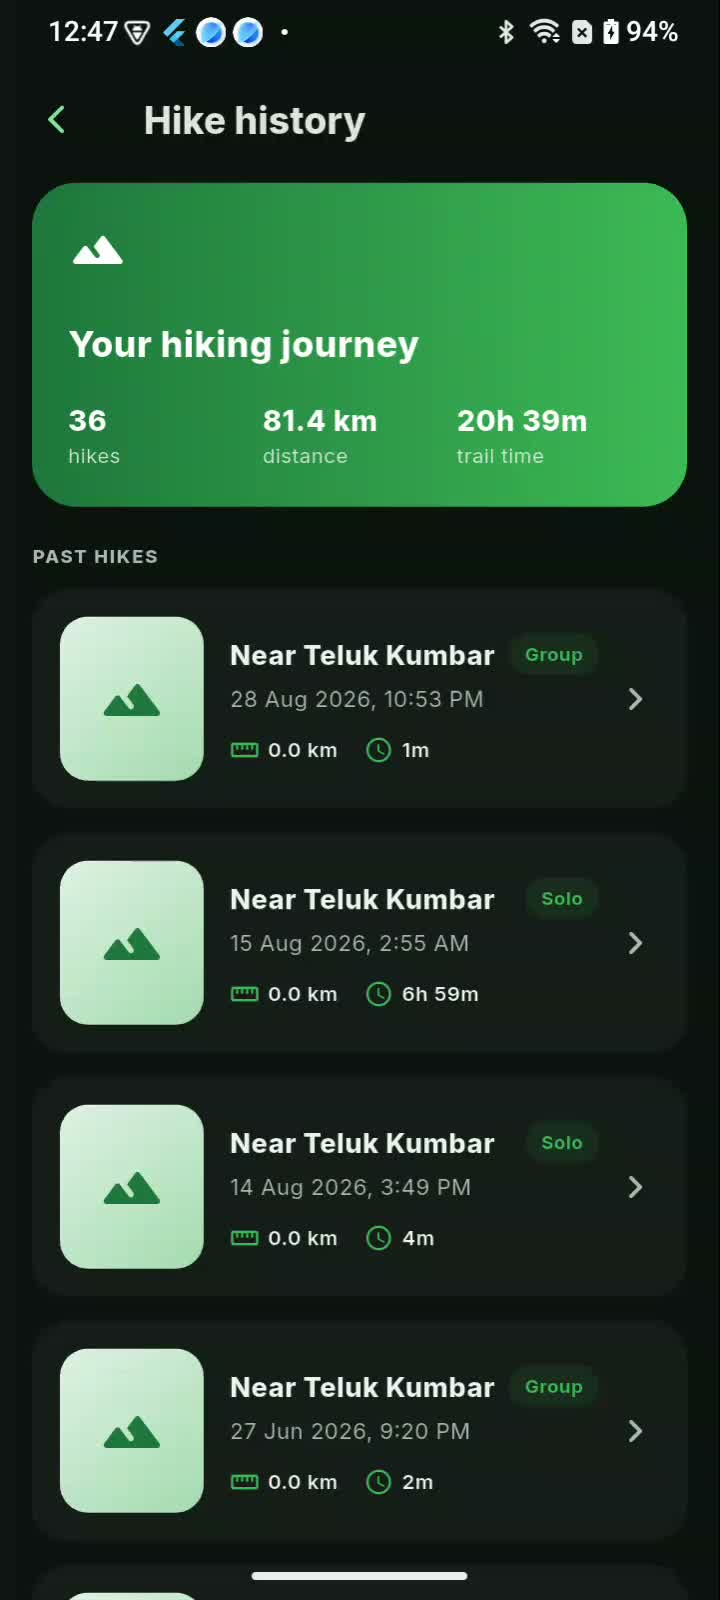 12:47 94%
Hike history
Your hiking journey
36 81.4 km 20h 39m
hikes distance trail time
PAST HIKES
Near Teluk Kumbar Group
28 Aug 2026, 10:53 PM
0.0 km 1m
Near Teluk Kumbar Solo
15 Aug 2026, 2:55 AM
0.0 km 6h 59m
Near Teluk Kumbar Solo
14 Aug 2026, 3:49 PM
0.0 km 4m
Near Teluk Kumbar Group
27 Jun 2026, 9:20 PM
0.0 km 2m